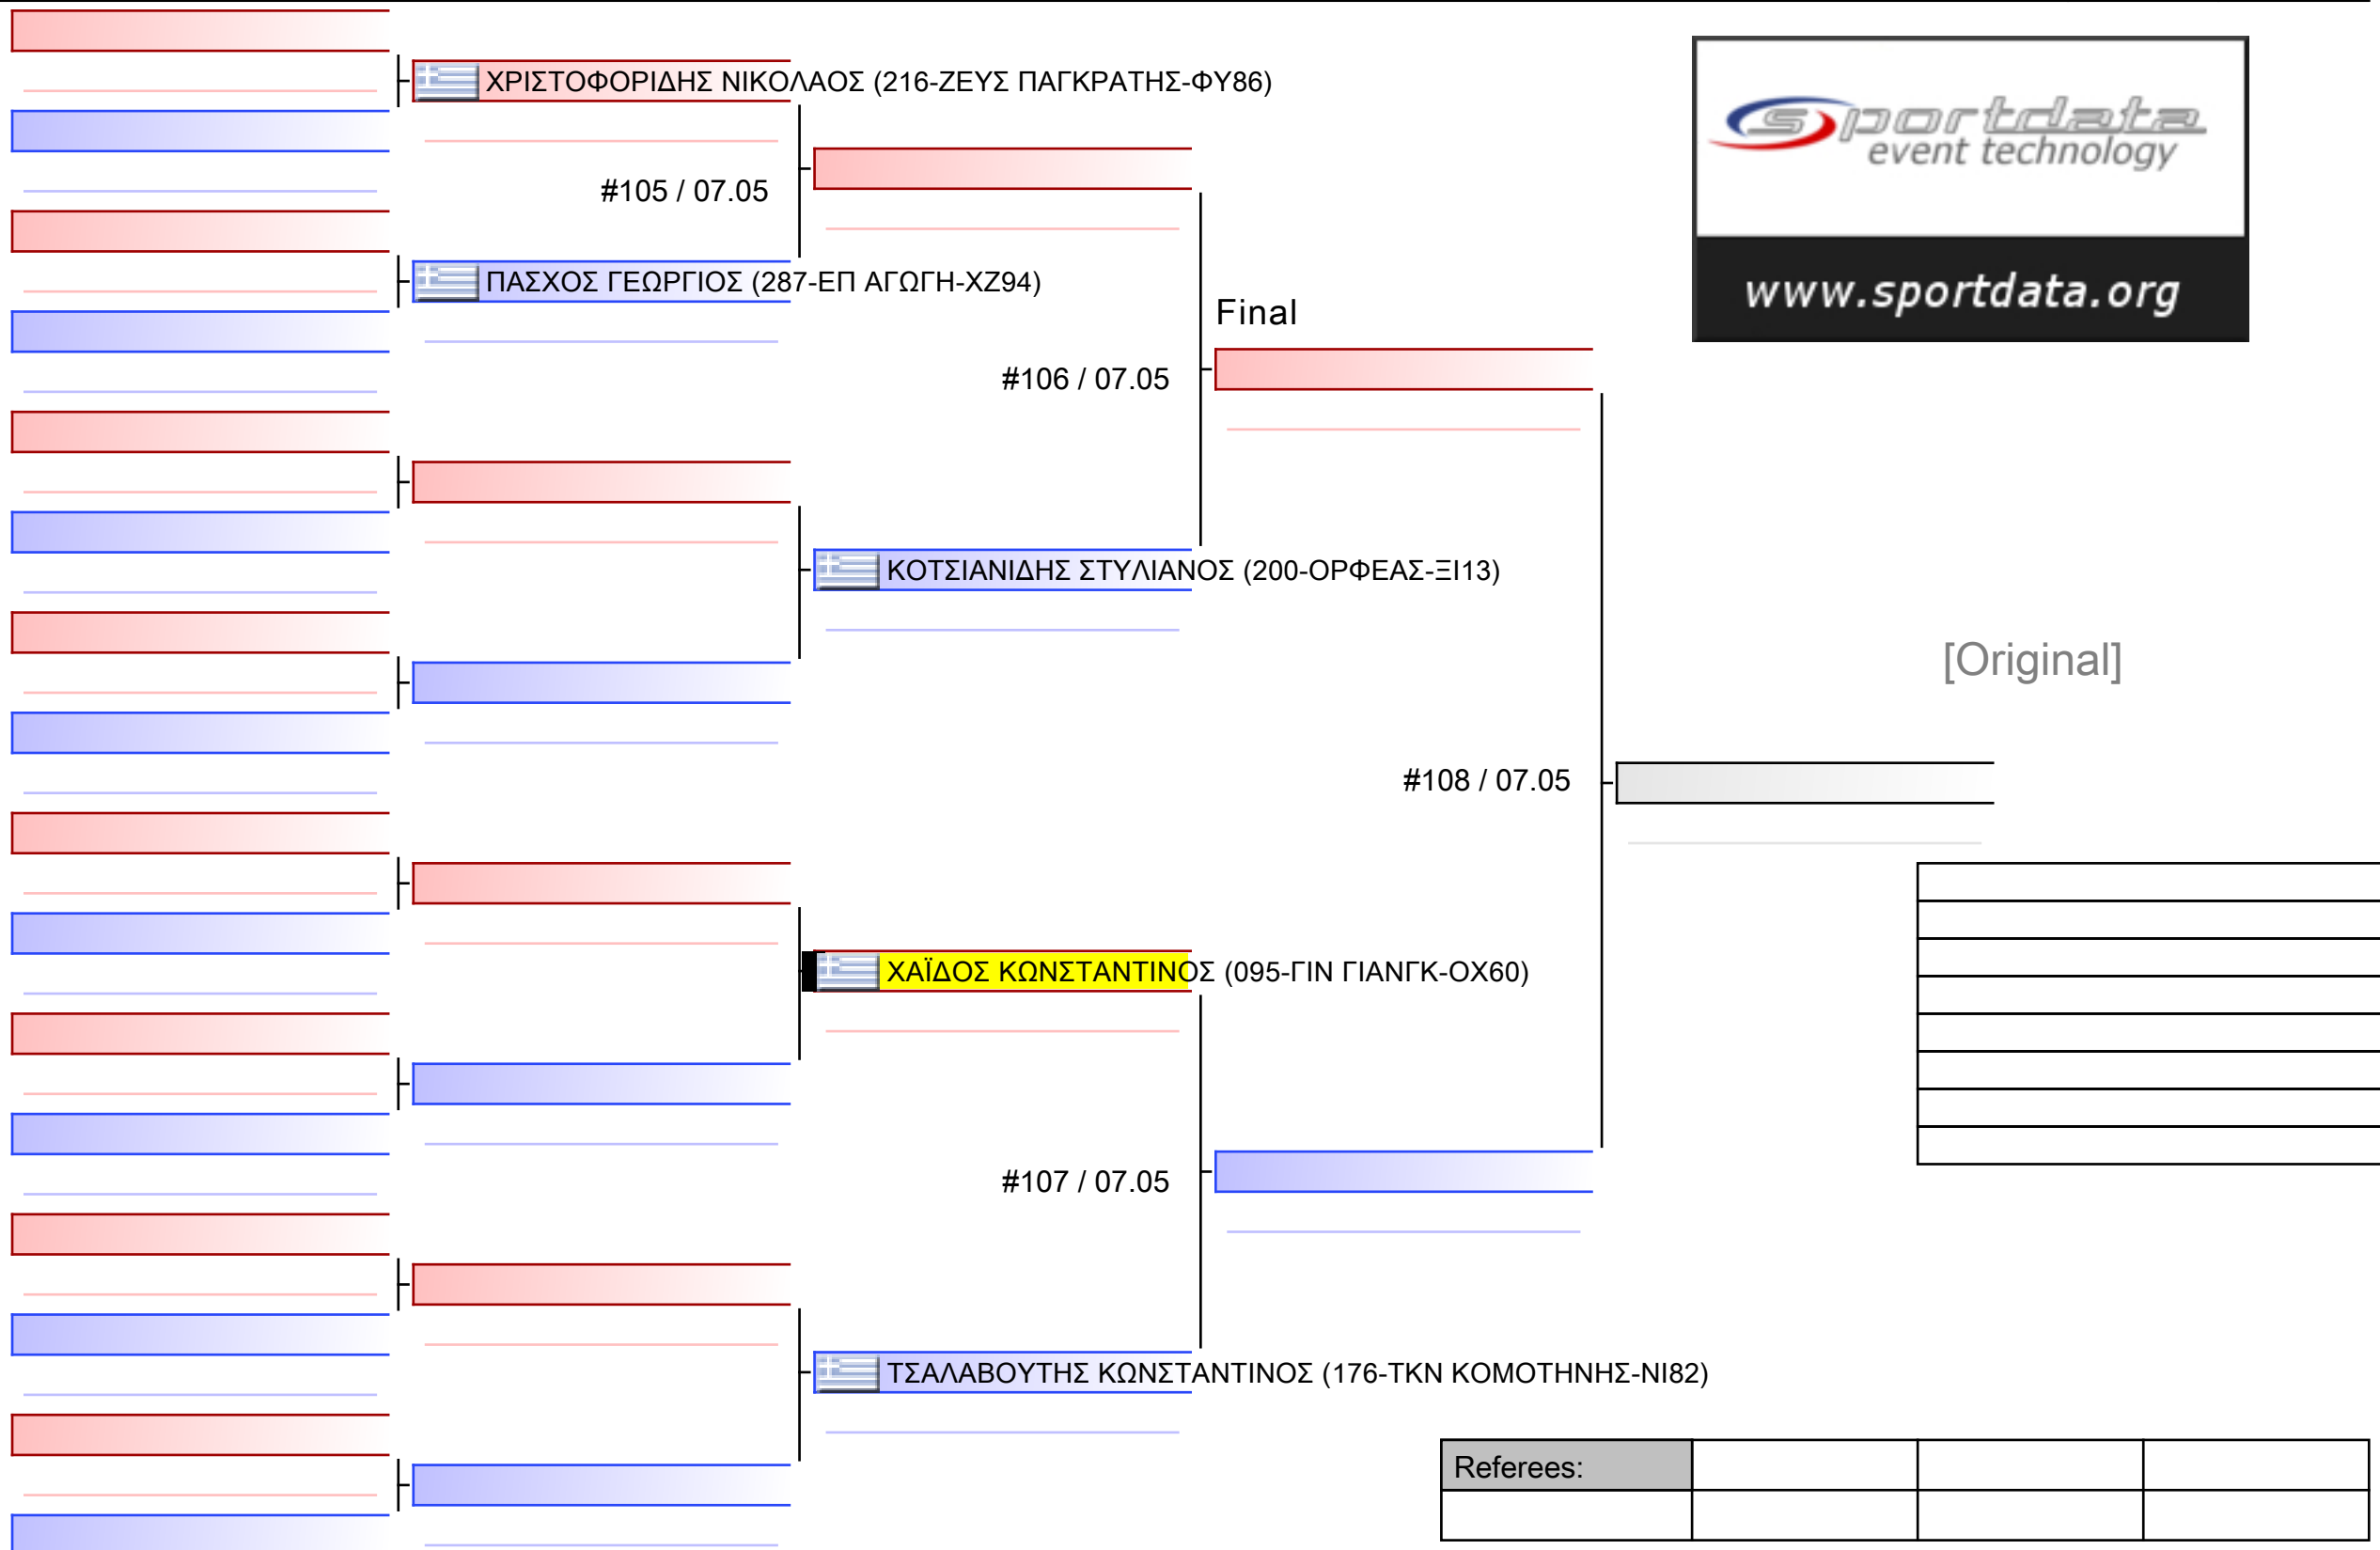 ΧΡΙΣΤΟΦΟΡΙΔΗΣ ΝΙΚΟΛΑΟΣ (216-ΖΕΥΣ ΠΑΓΚΡΑΤΗΣ-ΦΥ86)
sportdata
event technology
#105 / 07.05
ΠΑΣΧΟΣ ΓΕΩΡΓΙΟΣ (287-ΕΠ ΑΓΩΓΗ-ΧΖ94)
www.sportdata.org
Final
#106 / 07.05
ΚΟΤΣΙΑΝΙΔΗΣ ΣΤΥΛΙΑΝΟΣ (200-ΟΡΦΕΑΣ-ΞΙ13)
[Original]
#108 / 07.05
ΧΑΪΔΟΣ ΚΩΝΣΤΑΝΤΙΝΟΣ (095-ΓΙΝ ΓΙΑΝΓΚ-ΟΧ60)
#107 / 07.05
ΤΣΑΛΑΒΟΥΤΗΣ ΚΩΝΣΤΑΝΤΙΝΟΣ (176-ΤΚΝ ΚΟΜΟΤΗΝΗΣ-ΝΙ82)
Referees: